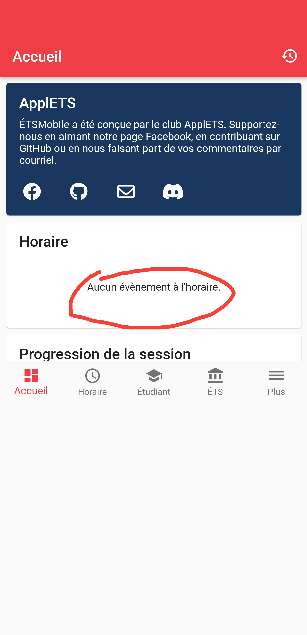 Accueil
ApplETS
ÉTSMobile a été conçue par le club ApplETS. Supportez-
nous en aimant notre page Facebook, en contribuant sur
GitHub ou en nous faisant part de vos commentaires par
courriel.
Horaire
Aucun évènement à l'horaire.
Progression de la session
Accueil
Horaire
Étudiant
ÉTS
Plus